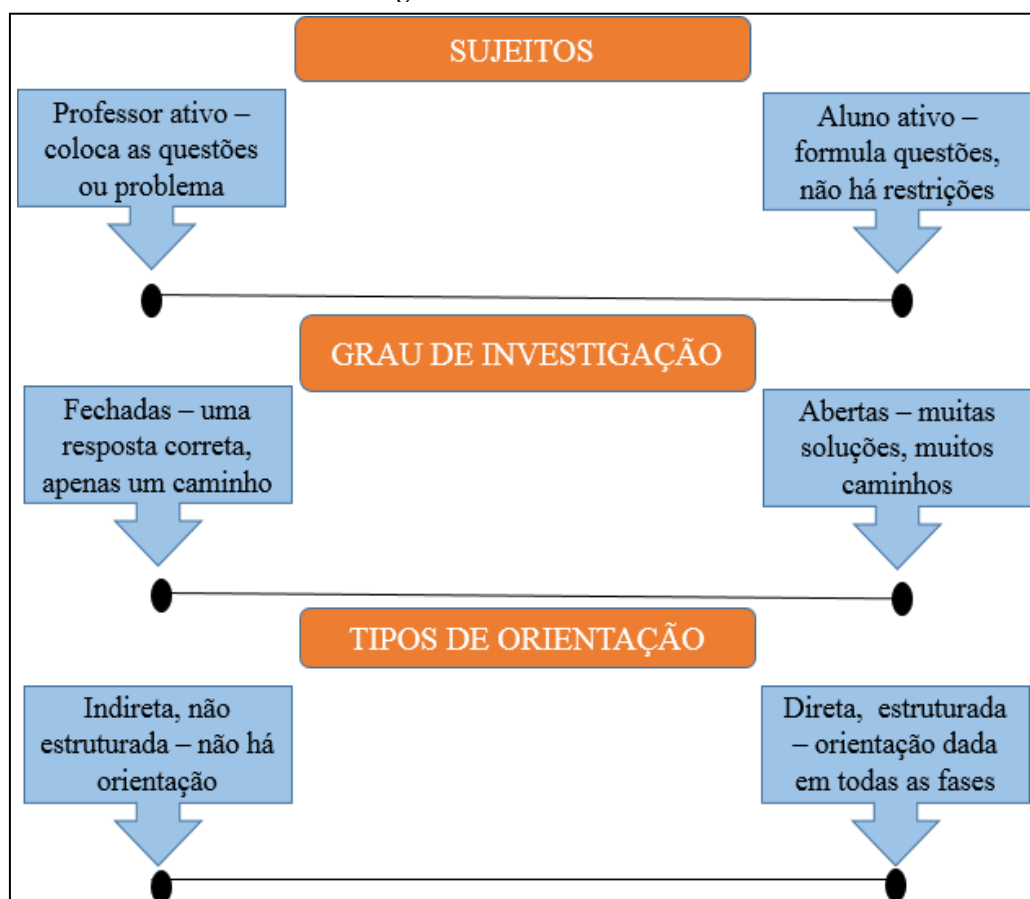 SUJEITOS
Professor ativo –
coloca as questões
ou problema
Aluno ativo –
formula questões,
não há restrições
GRAU DE INVESTIGAÇÃO
Fechadas – uma
resposta correta,
apenas um caminho
Abertas – muitas
soluções, muitos
caminhos
TIPOS DE ORIENTAÇÃO
Indireta, não
estruturada – não há
orientação
Direta, estruturada
– orientação dada
em todas as fases